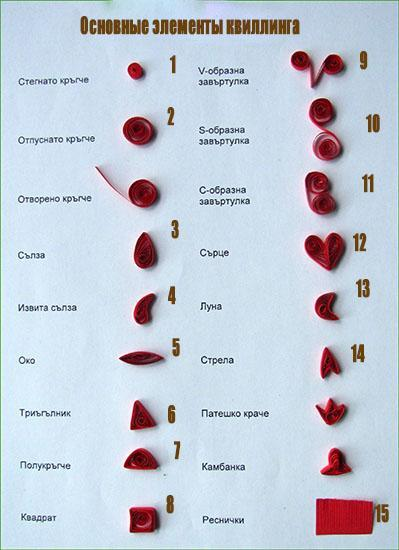 Основные элементы квиллинга
Стегнато кръгче
1
Отпуснато кръгче
2
Отворено кръгче
Сълза
3
Извита сълза
4
Око
5
Триъгълник
6
Полукръгче
7
Квадрат
8
V-образна
завъртулка
9
S-образна
завъртулка
10
С-образна
завъртулка
11
Сърце
12
Луна
13
Стрела
14
Патешко краче
Камбанка
Реснички
15